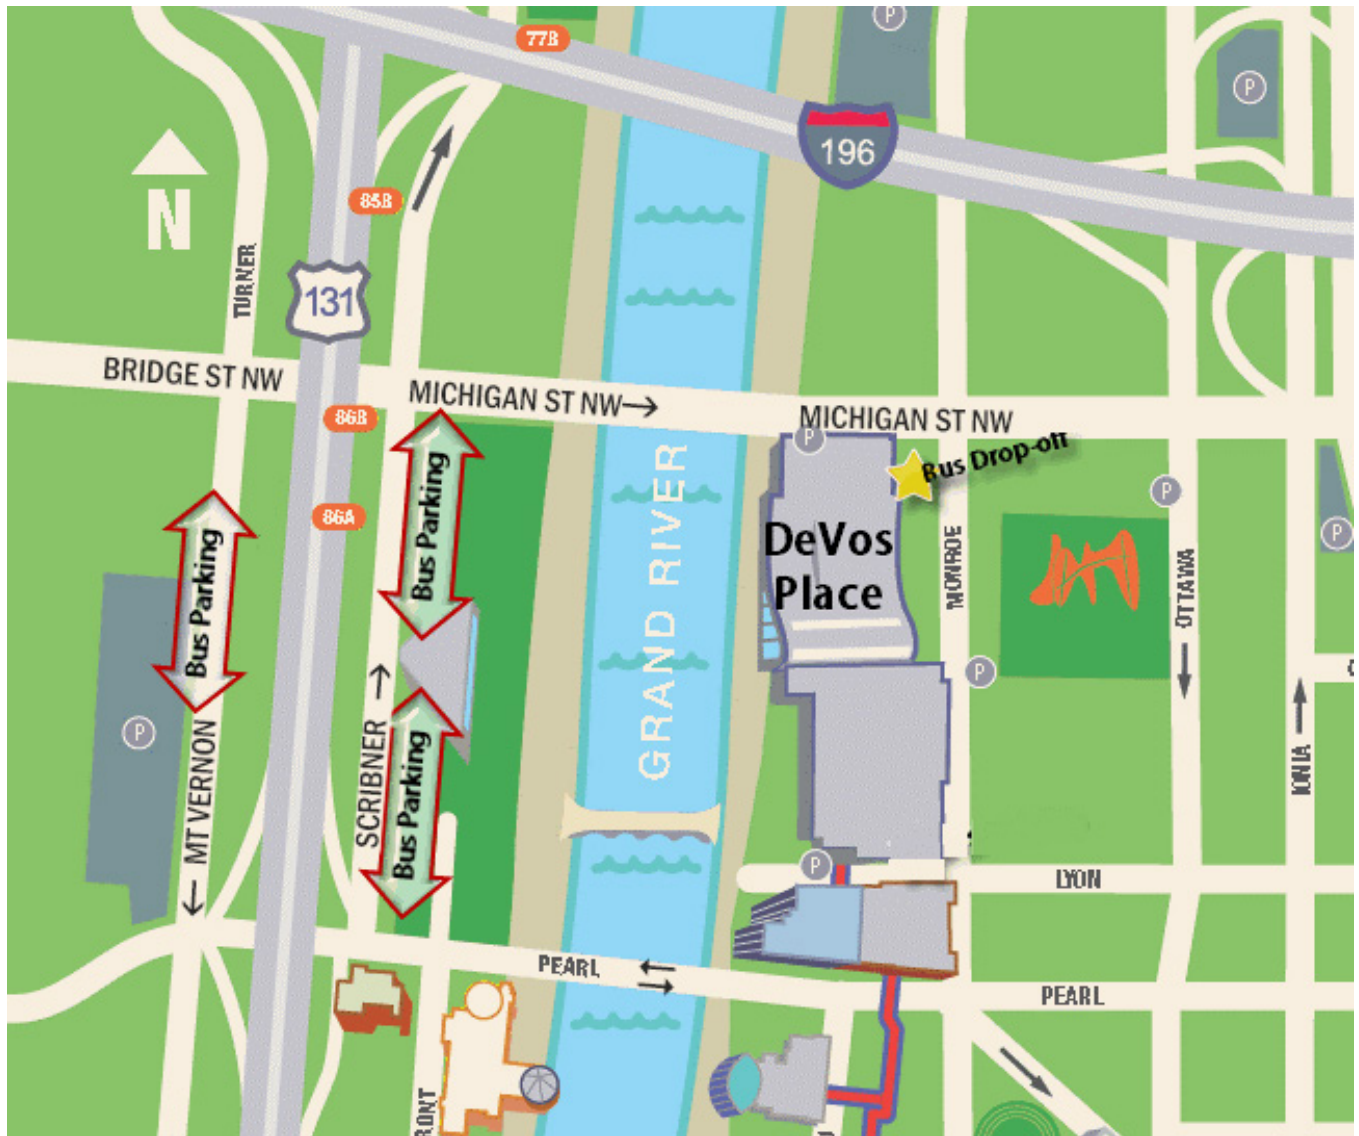 P
77B
P
196
N
85B
TURNER
131
BRIDGE ST NW
MICHIGAN ST NW→
MICHIGAN ST NW
86B
P
Bus Drop-off
Bus Parking
86A
Bus Parking
GRAND RIVER
DeVos
Place
P
P
MONROE
OTTAWA
P
P
MT VERNON
SCRIBNER
Bus Parking
IONIA
P
LYON
PEARL
PEARL